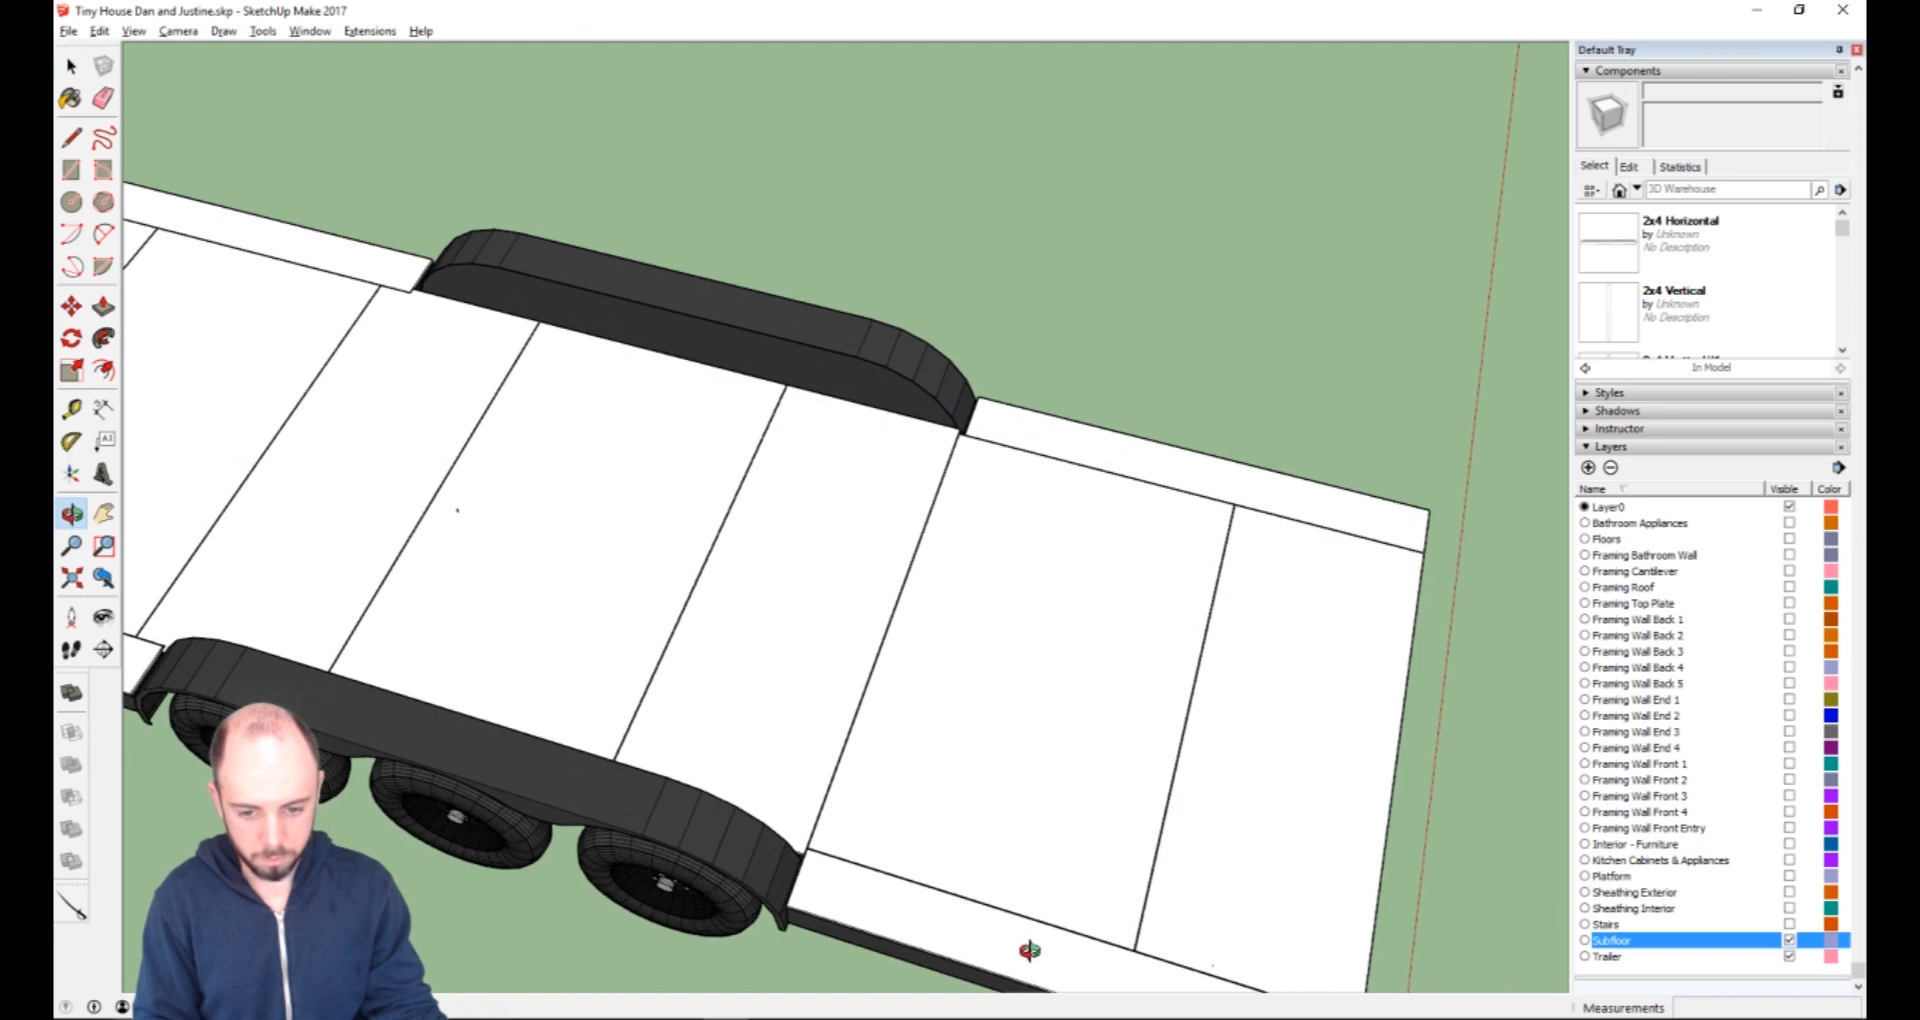 Tiny House Dan and Justine.skp - SketchUp Make 2017
File Edit View Camera Draw Tools Window Extensions Help
Default Tray
Components
Select Edit Statistics
3D Warehouse
2x4 Horizontal
by Unknown
No Description
2x4 Vertical
by Unknown
No Description
In Model
Styles
Shadows
Instructor
Layers
Name Visible Color
Layer0
Bathroom Appliances
Floors
Framing Bathroom Wall
Framing Cantilever
Framing Roof
Framing Top Plate
Framing Wall Back 1
Framing Wall Back 2
Framing Wall Back 3
Framing Wall Back 4
Framing Wall Back 5
Framing Wall End 1
Framing Wall End 2
Framing Wall End 3
Framing Wall End 4
Framing Wall Front 1
Framing Wall Front 2
Framing Wall Front 3
Framing Wall Front 4
Framing Wall Front Entry
Interior - Furniture
Kitchen Cabinets & Appliances
Platform
Sheathing Exterior
Sheathing Interior
Stairs
Subfloor
Trailer
Measurements